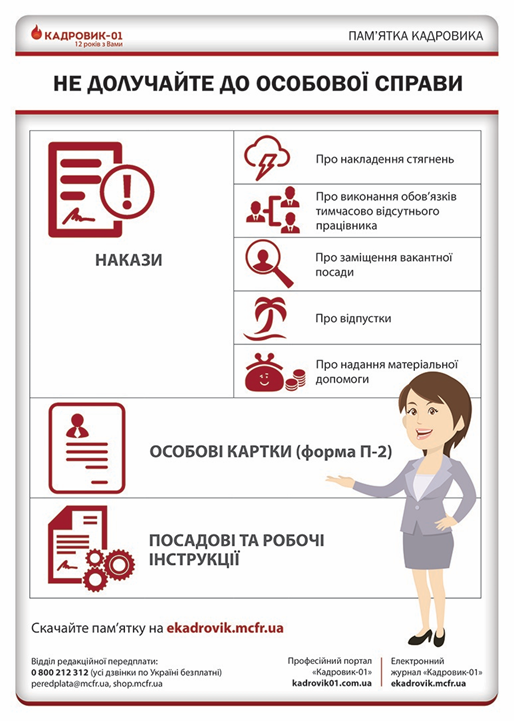 КАДРОВИК-01
12 років з Вами
ПАМ'ЯТКА КАДРОВИКА
НЕ ДОЛУЧАЙТЕ ДО ОСОБОВОЇ СПРАВИ
НАКАЗИ
Про накладення стягнень
Про виконання обов'язків
тимчасово відсутнього
працівника
Про заміщення вакантної
посади
Про відпустки
Про надання матеріальної
допомоги
ОСОБОВІ КАРТКИ (форма П-2)
ПОСАДОВІ ТА РОБОЧІ
ІНСТРУКЦІЇ
Скачайте пам'ятку на ekadrovik.mcfr.ua
Відділ редакційної передплати:
0 800 212 312 (усі дзвінки по Україні безплатні)
peredplata@mcfr.ua, shop.mcfr.ua
Професійний портал
«Кадровик-01»
kadrovik01.com.ua
Електронний
журнал «Кадровик-01»
ekadrovik.mcfr.ua